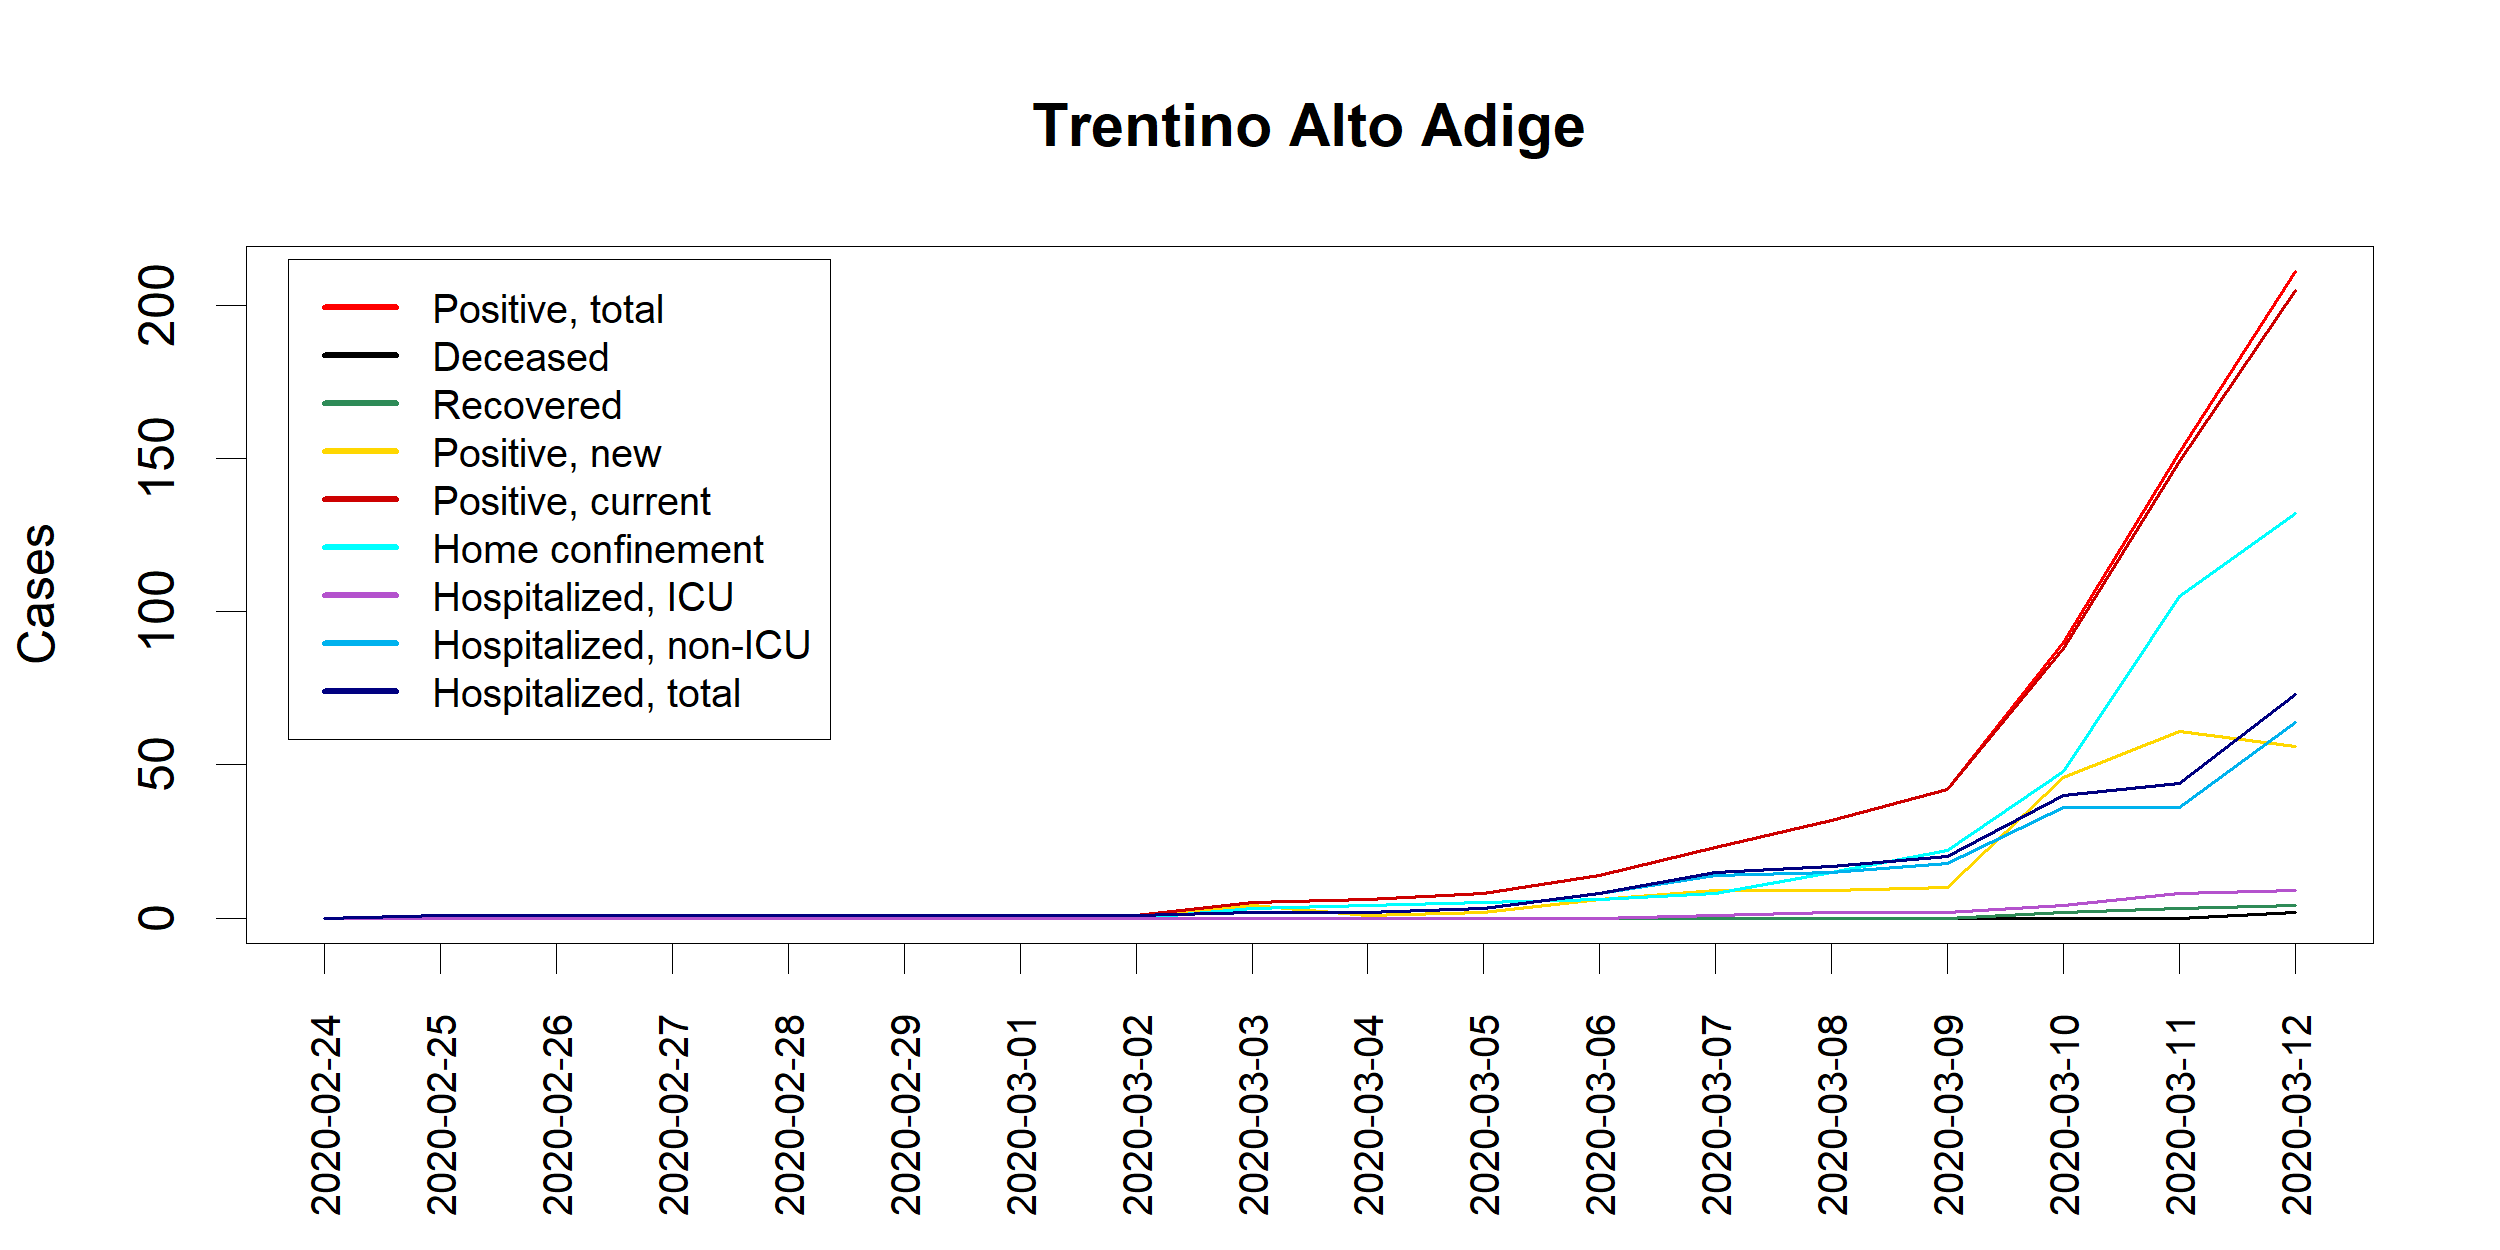 Trentino Alto Adige
Cases
200
150
100
50
0
Positive, total
Deceased
Recovered
Positive, new
Positive, current
Home confinement
Hospitalized, ICU
Hospitalized, non-ICU
Hospitalized, total
2020-02-24
2020-02-25
2020-02-26
2020-02-27
2020-02-28
2020-02-29
2020-03-01
2020-03-02
2020-03-03
2020-03-04
2020-03-05
2020-03-06
2020-03-07
2020-03-08
2020-03-09
2020-03-10
2020-03-11
2020-03-12